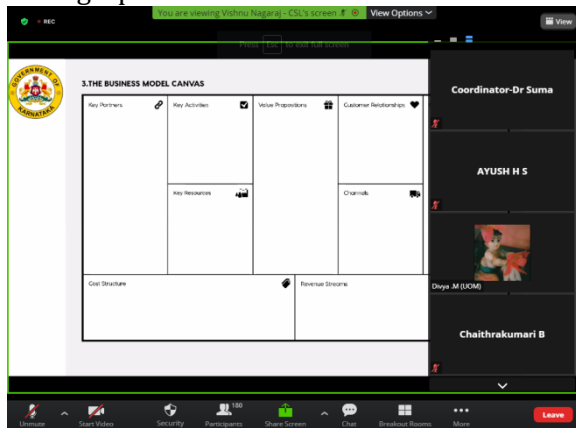 You are viewing Vishnu Nagaraj - CSL's screen
View Options
REC
View
Press Esc to exit full screen
GOVERNMENT OF
KARNATAKA
3.THE BUSINESS MODEL CANVAS
Key Partners
Key Activities
Value Propositions
Customer Relationships
Key Resources
Channels
Cost Structure
Revenue Streams
Coordinator-Dr Suma
AYUSH H S
Divya .M (UOM)
Chaithrakumari B
Unmute
Start Video
Security
Participants
180
Share Screen
Chat
Breakout Rooms
More
Leave